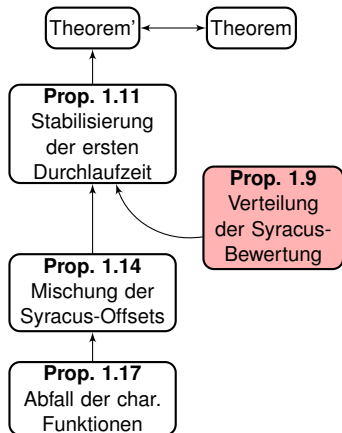 Theorem’ Theorem
Prop. 1.11
Stabilisierung
der ersten
Durchlaufzeit
Prop. 1.9
Verteilung
der Syracus-
Bewertung
Prop. 1.14
Mischung der
Syracus-Offsets
Prop. 1.17
Abfall der char.
Funktionen